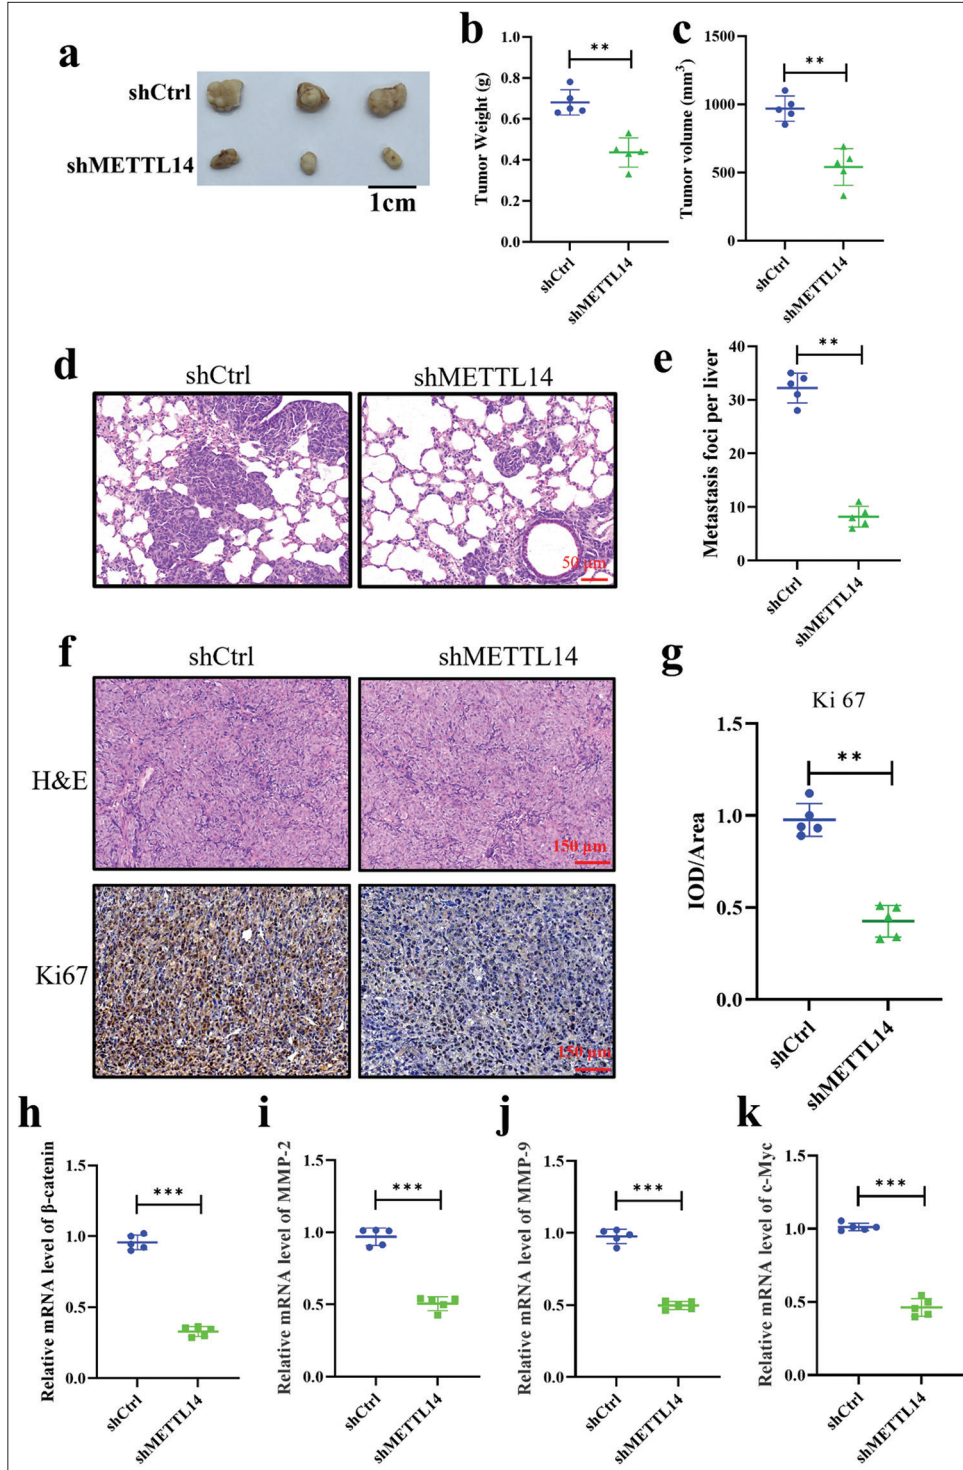 a
shCtrl
shMETTL14
1cm
b
Tumor Weight (g)
1.0
0.8
0.6
0.4
0.2
0.0
**
shCtrl
shMETTL14
c
Tumor volume (mm³)
1500
1000
500
0
**
shCtrl
shMETTL14
d
shCtrl
shMETTL14
50 μm
e
Metastasis foci per liver
40
30
20
10
0
**
shCtrl
shMETTL14
f
shCtrl
shMETTL14
H&E
150 μm
Ki67
150 μm
g
Ki 67
IOD/Area
1.5
1.0
0.5
0.0
**
shCtrl
shMETTL14
h
Relative mRNA level of β-catenin
1.5
1.0
0.5
0.0
***
shCtrl
shMETTL14
i
Relative mRNA level of MMP-2
1.5
1.0
0.5
0.0
***
shCtrl
shMETTL14
j
Relative mRNA level of MMP-9
1.5
1.0
0.5
0.0
***
shCtrl
shMETTL14
k
Relative mRNA level of c-Myc
1.5
1.0
0.5
0.0
***
shCtrl
shMETTL14